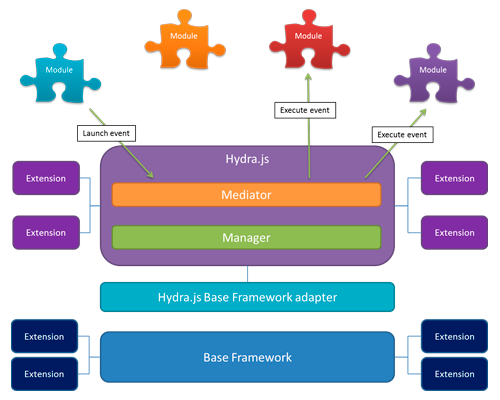 Module
Module
Module
Module
Launch event
Execute event
Execute event
Hydra.js
Extension
Mediator
Extension
Extension
Manager
Extension
Hydra.js Base Framework adapter
Extension
Extension
Base Framework
Extension
Extension